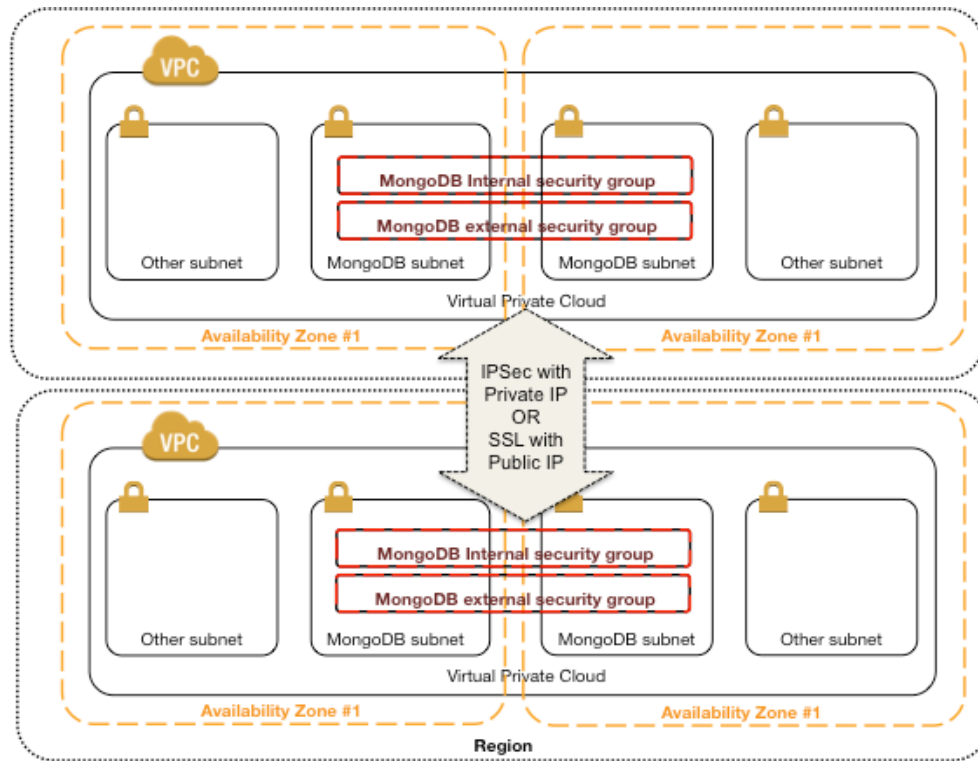 VPC
MongoDB Internal security group
MongoDB external security group
Other subnet
MongoDB subnet
MongoDB subnet
Other subnet
Virtual Private Cloud
Availability Zone #1
Availability Zone #1
IPSec with
Private IP
OR
SSL with
Public IP
VPC
MongoDB Internal security group
MongoDB external security group
Other subnet
MongoDB subnet
MongoDB subnet
Other subnet
Virtual Private Cloud
Availability Zone #1
Availability Zone #1
Region